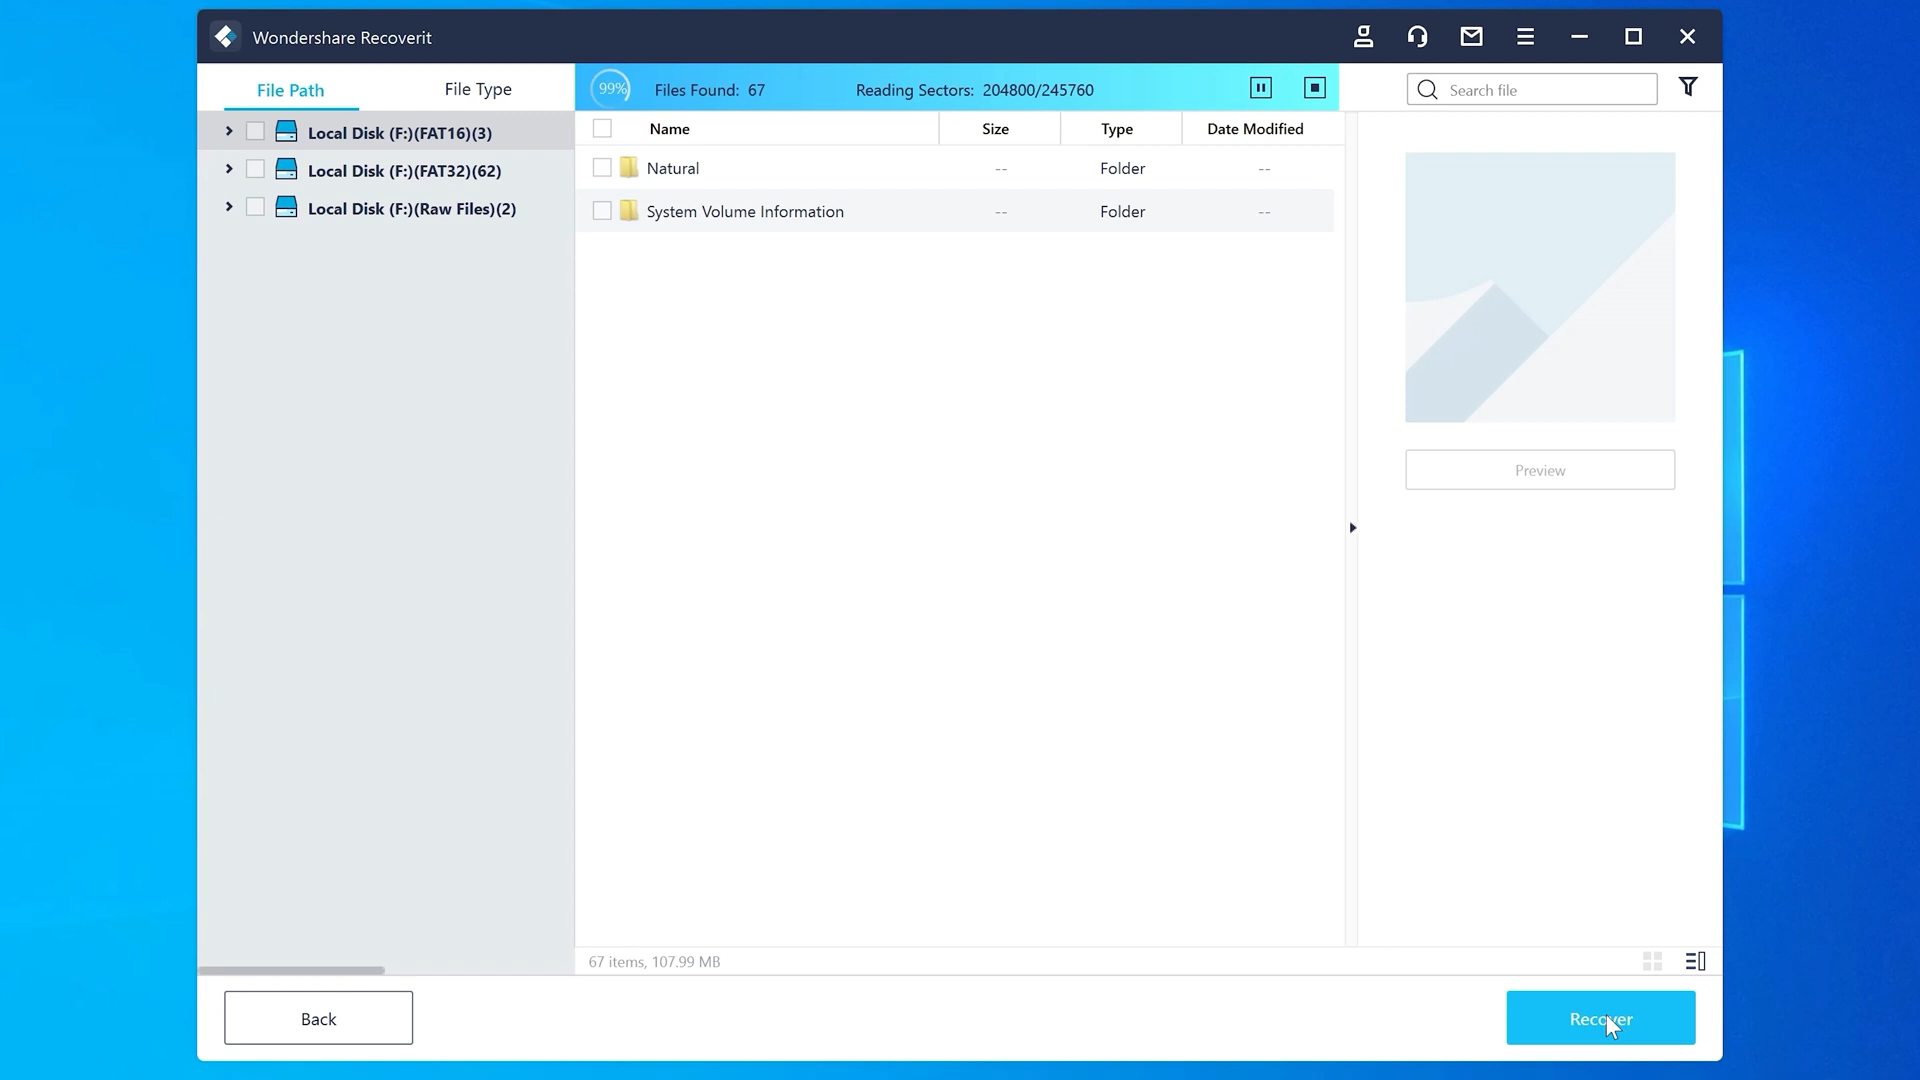 Wondershare Recoverit
File Path
File Type
99%
Files Found: 67
Reading Sectors: 204800/245760
Search file
Local Disk (F:)(FAT16)(3)
Local Disk (F:)(FAT32)(62)
Local Disk (F:)(Raw Files)(2)
Name
Size
Type
Date Modified
Natural
--
Folder
--
System Volume Information
--
Folder
--
Preview
67 items, 107.99 MB
Back
Recover